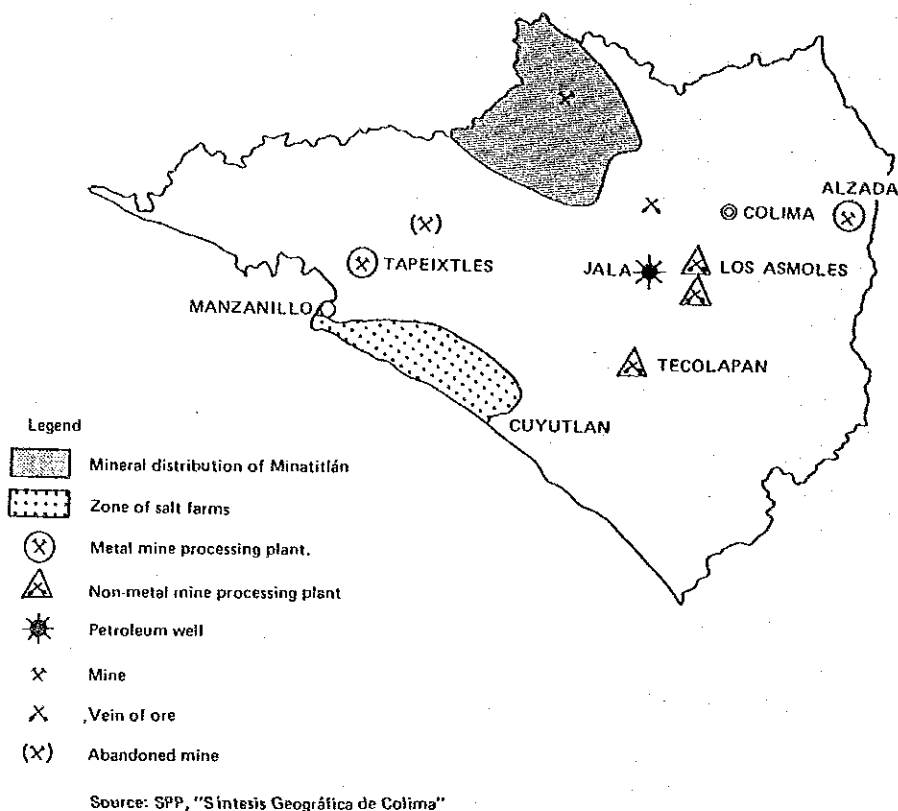 ALZADA
COLIMA
TAPEIXTLES
JALA
LOS ASMOLES
MANZANILLO
TECOLAPAN
CUYUTLAN
Legend
Mineral distribution of Minatitlán
Zone of salt farms
Metal mine processing plant.
Non-metal mine processing plant
Petroleum well
Mine
Vein of ore
Abandoned mine
Source: SPP, "Síntesis Geográfica de Colima"